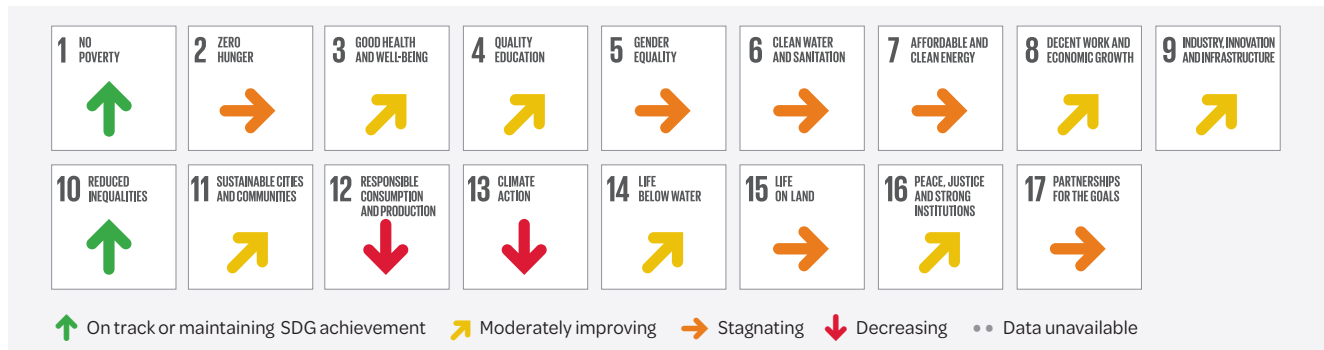 1 NO
POVERTY
2 ZERO
HUNGER
3 GOOD HEALTH
AND WELL-BEING
4 QUALITY
EDUCATION
5 GENDER
EQUALITY
6 CLEAN WATER
AND SANITATION
7 AFFORDABLE AND
CLEAN ENERGY
8 DECENT WORK AND
ECONOMIC GROWTH
9 INDUSTRY, INNOVATION
AND INFRASTRUCTURE
10 REDUCED
INEQUALITIES
11 SUSTAINABLE CITIES
AND COMMUNITIES
12 RESPONSIBLE
CONSUMPTION
AND PRODUCTION
13 CLIMATE
ACTION
14 LIFE
BELOW WATER
15 LIFE
ON LAND
16 PEACE, JUSTICE
AND STRONG
INSTITUTIONS
17 PARTNERSHIPS
FOR THE GOALS
On track or maintaining SDG achievement Moderately improving Stagnating Decreasing Data unavailable